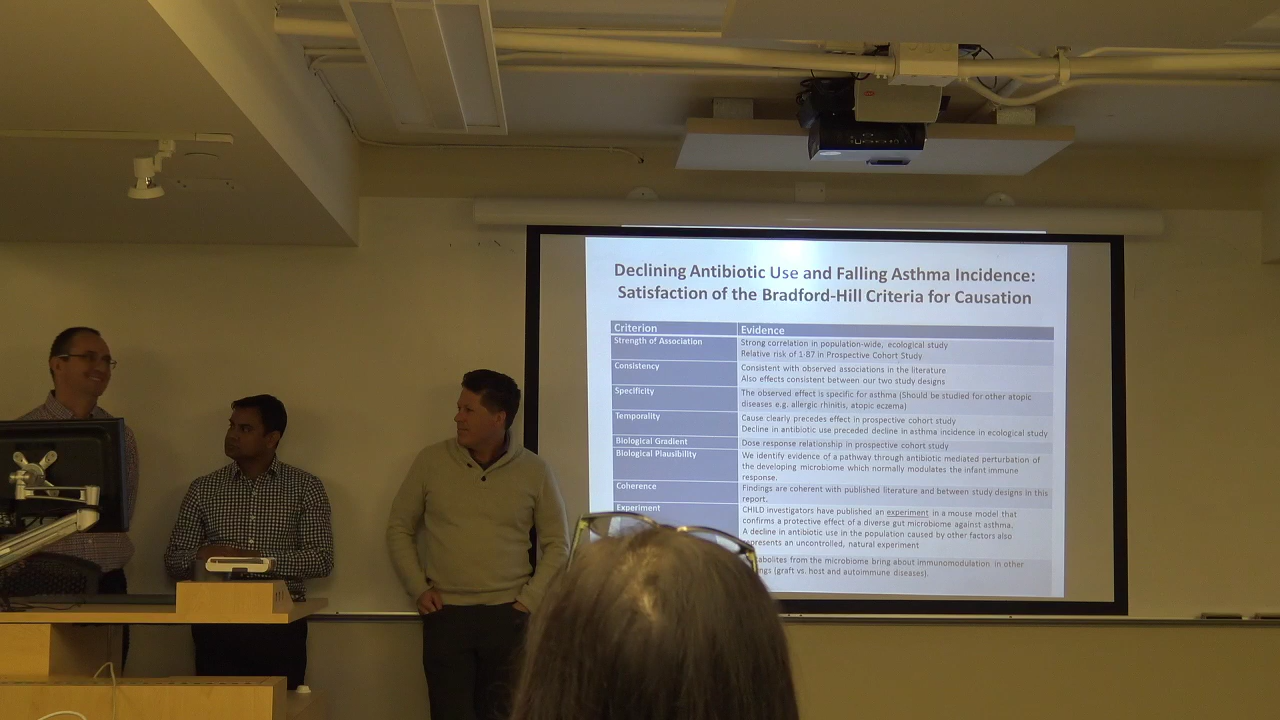 Declining Antibiotic Use and Falling Asthma Incidence:
Satisfaction of the Bradford-Hill Criteria for Causation
Criterion Evidence
Strength of Association Strong correlation in population-wide, ecological study
Relative risk of 1·87 in Prospective Cohort Study
Consistency Consistent with observed associations in the literature
Also effects consistent between our two study designs
Specificity The observed effect is specific for asthma (Should be studied for other atopic
diseases e.g. allergic rhinitis, atopic eczema)
Temporality Cause clearly precedes effect in prospective cohort study
Decline in antibiotic use preceded decline in asthma incidence in ecological study
Biological Gradient Dose response relationship in prospective cohort study
Biological Plausibility We identify evidence of a pathway through antibiotic mediated perturbation of
the developing microbiome which normally modulates the infant immune
response.
Coherence Findings are coherent with published literature and between study designs in this
report.
Experiment CHILD investigators have published an experiment in a mouse model that
confirms a protective effect of a diverse gut microbiome against asthma.
A decline in antibiotic use in the population caused by other factors also
an uncontrolled, natural experiment
from the microbiome bring about immunomodulation in other
(graft vs. host and autoimmune diseases).